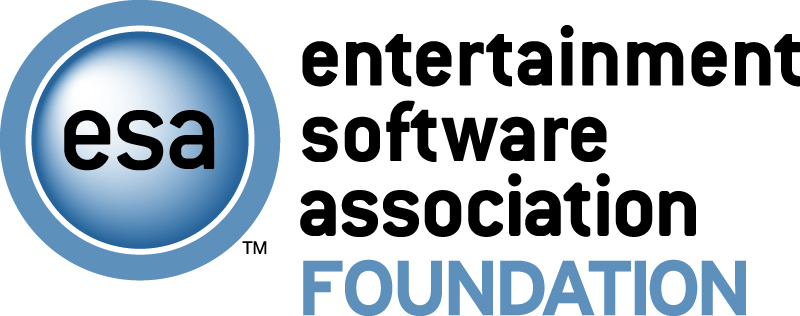 esa
TM
entertainment
software
association
FOUNDATION